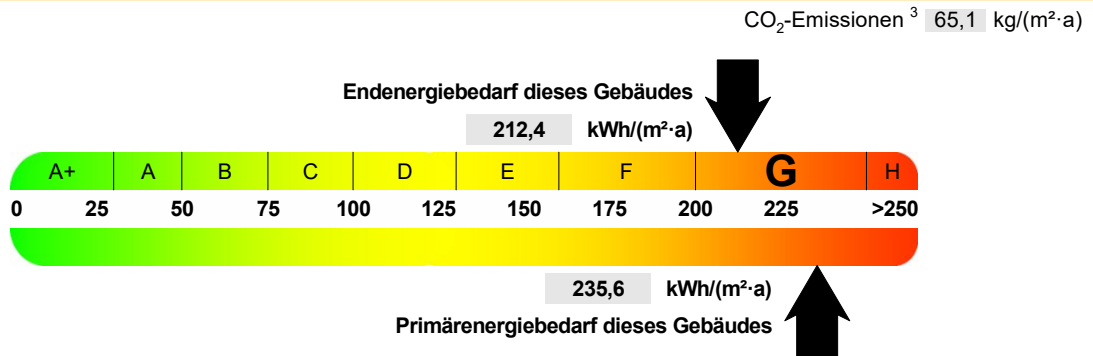 CO₂-Emissionen ³ 65,1 kg/(m²·a)
Endenergiebedarf dieses Gebäudes
212,4 kWh/(m²·a)
A+ A B C D E F G H
0 25 50 75 100 125 150 175 200 225 >250
235,6 kWh/(m²·a)
Primärenergiebedarf dieses Gebäudes